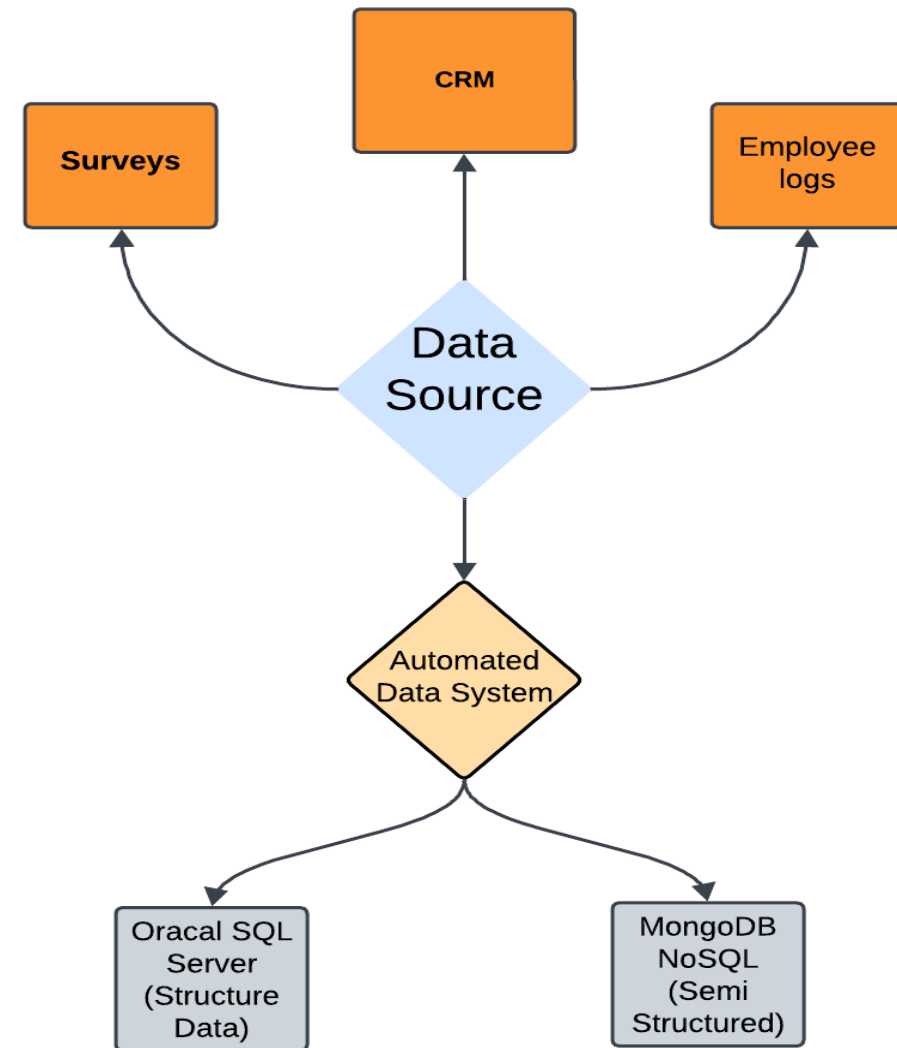 CRM
Surveys
Employee
logs
Data
Source
Automated
Data System
Oracal SQL
Server
(Structure
Data)
MongoDB
NoSQL
(Semi
Structured)